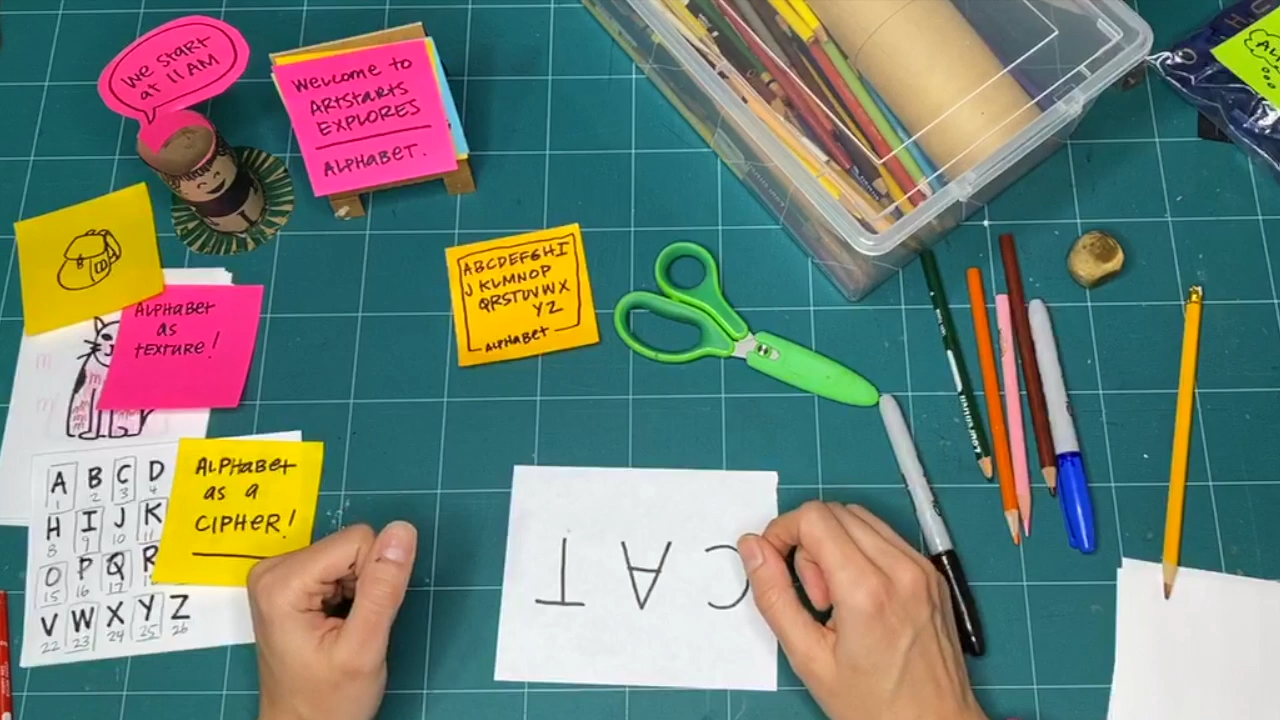 WE START
AT 11 AM
WELCOME TO
ARTSTARTS
EXPLORES
ALPHABET.
ALPHABET
as
TEXTURE!
ABCDEFGHI
JKLMNOP
QRSTUVWX
YZ
ALPHABET
ALPHABET
as a
CIPHER!
A B C D
1 2 3 4
H I J K
8 9 10 11
O P Q R
15 16 17
V W X Y Z
22 23 24 25 26
CAT